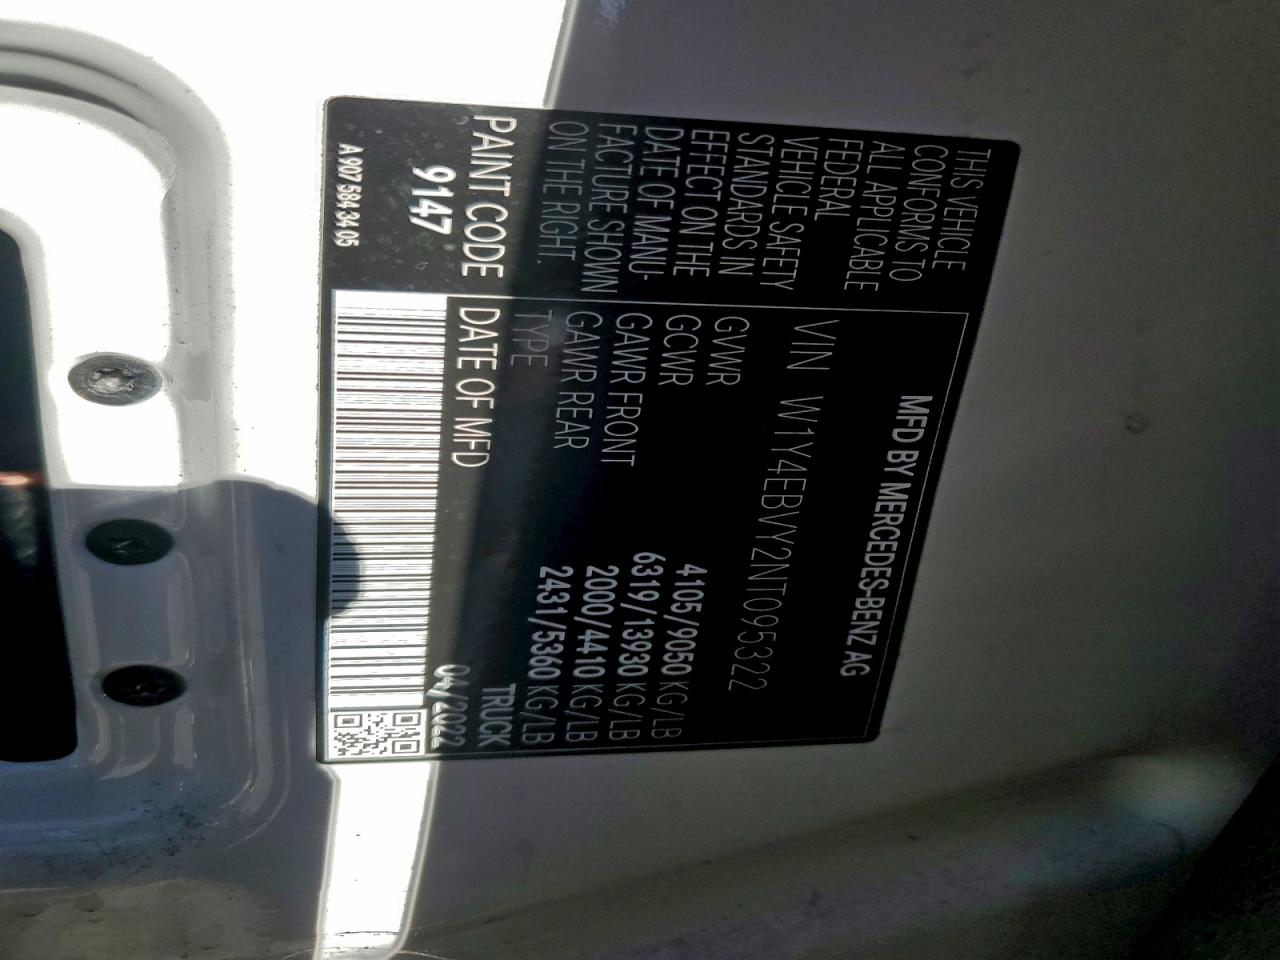 MFD BY MERCEDES-BENZ AG
THIS VEHICLE
CONFORMS TO
ALL APPLICABLE
FEDERAL
VEHICLE SAFETY
STANDARDS IN
EFFECT ON THE
DATE OF MANU-
FACTURE SHOWN
ON THE RIGHT.
PAINT CODE
9147
A 907 584 34 05
VIN W1Y4EBVY2NT095322
GVWR 4105/9050 KG/LB
GCWR 6319/13930 KG/LB
GAWR FRONT 2000/4410 KG/LB
GAWR REAR 2431/5360 KG/LB
TYPE TRUCK
DATE OF MFD 04/2022